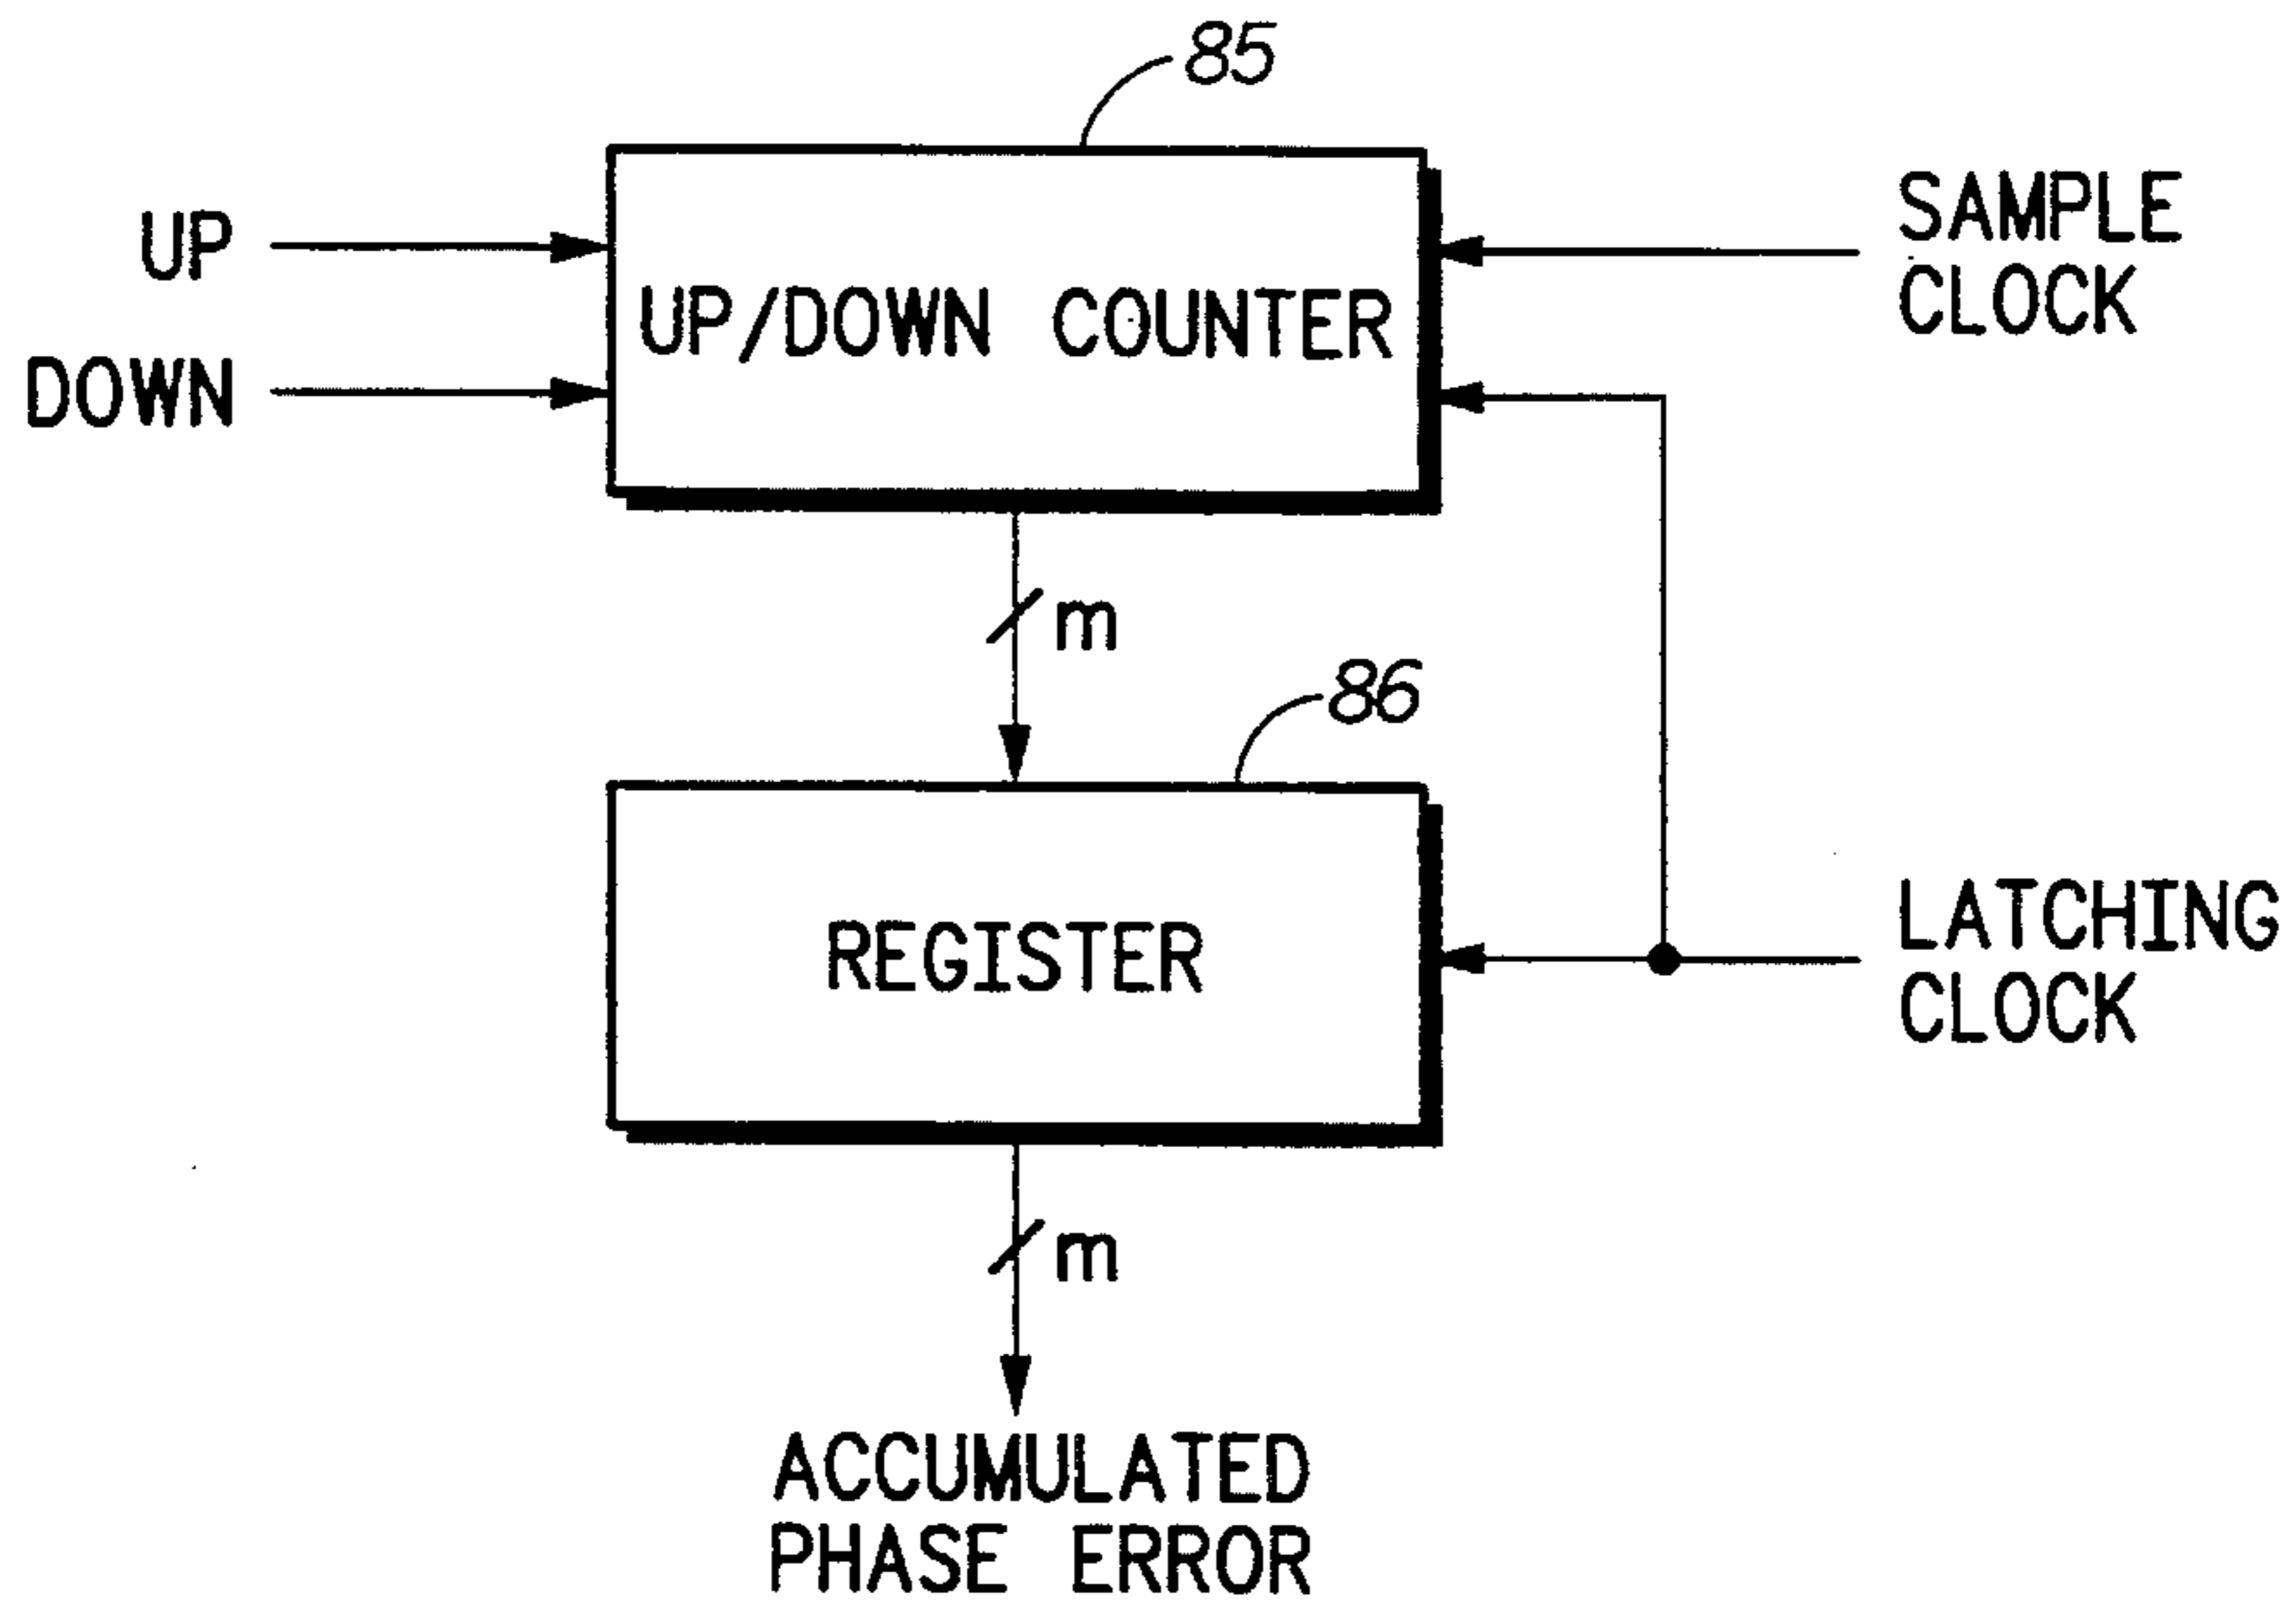 85
UP
DOWN
UP/DOWN COUNTER
SAMPLE
CLOCK
m
86
REGISTER
LATCHING
CLOCK
m
ACCUMULATED
PHASE ERROR